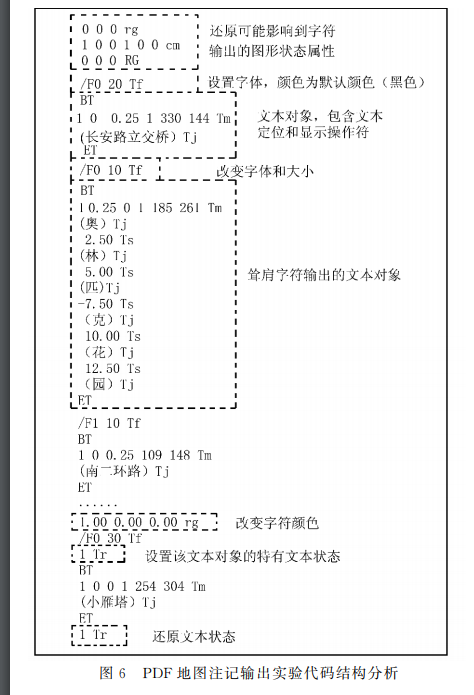 0 0 0 rg
还原可能影响到字符
1 0 0 1 0 0 cm
输出的图形状态属性
0 0 0 RG
/F0 20 Tf
设置字体，颜色为默认颜色（黑色）
BT
1 0 0.25 1 330 144 Tm
文本对象，包含文本
(长安路立交桥) Tj
定位和显示操作符
ET
/F0 10 Tf
改变字体和大小
BT
1 0.25 0 1 185 261 Tm
(奥) Tj
2.50 Ts
(林) Tj
5.00 Ts
(匹)Tj
-7.50 Ts
(克) Tj
10.00 Ts
(花) Tj
12.50 Ts
(园) Tj
ET
耸肩字符输出的文本对象
/F1 10 Tf
BT
1 0 0.25 109 148 Tm
(南二环路) Tj
ET
......
1.00 0.00 0.00 rg
改变字符颜色
/F0 30 Tf
1 Tr
设置该文本对象的特有文本状态
BT
1 0 0 1 254 304 Tm
(小雁塔) Tj
ET
1 Tr
还原文本状态
图 6 PDF 地图注记输出实验代码结构分析